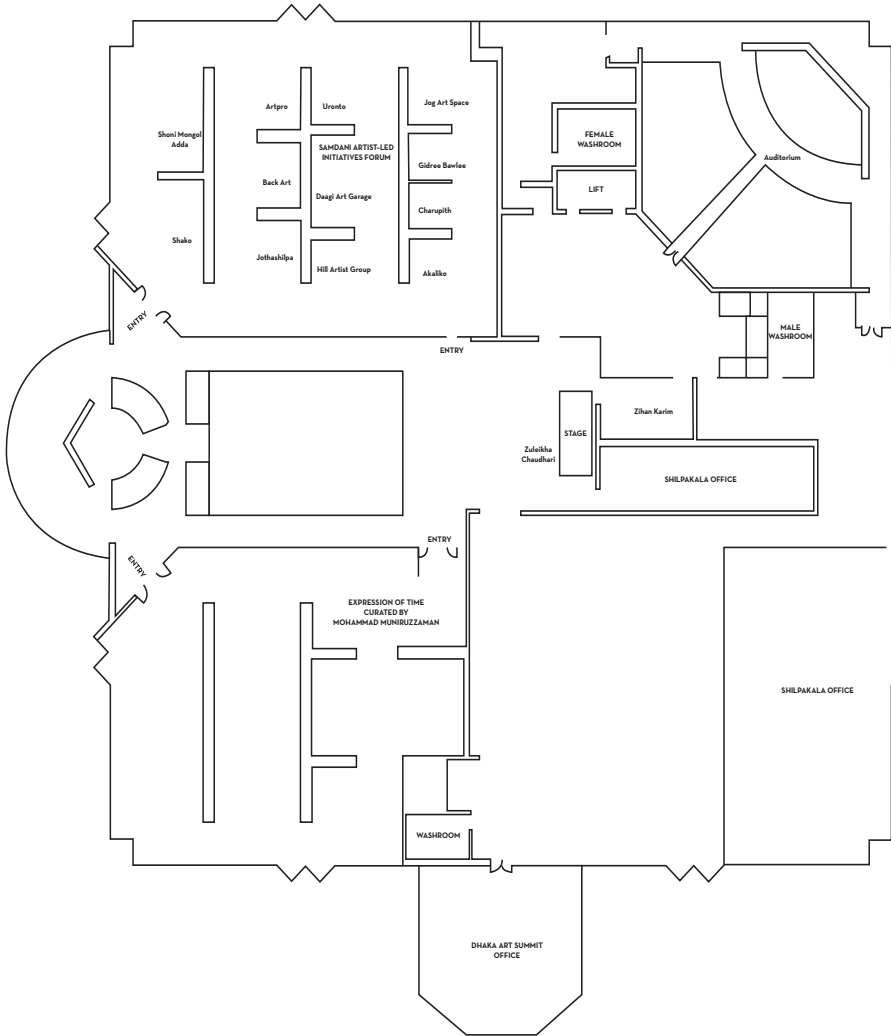 Artpro
Uronto
Jog Art Space
Shoni Mongol
Adda
SAMDANI ARTIST-LED
INITIATIVES FORUM
FEMALE
WASHROOM
Auditorium
Gidree Bawlee
Back Art
LIFT
Daagi Art Garage
Charupith
Shako
Jothashilpa
Hill Artist Group
Akaliko
ENTRY
ENTRY
MALE
WASHROOM
Zihan Karim
STAGE
Zuleikha
Chaudhari
SHILPAKALA OFFICE
ENTRY
ENTRY
EXPRESSION OF TIME
CURATED BY
MOHAMMAD MUNIRUZZAMAN
SHILPAKALA OFFICE
WASHROOM
DHAKA ART SUMMIT
OFFICE